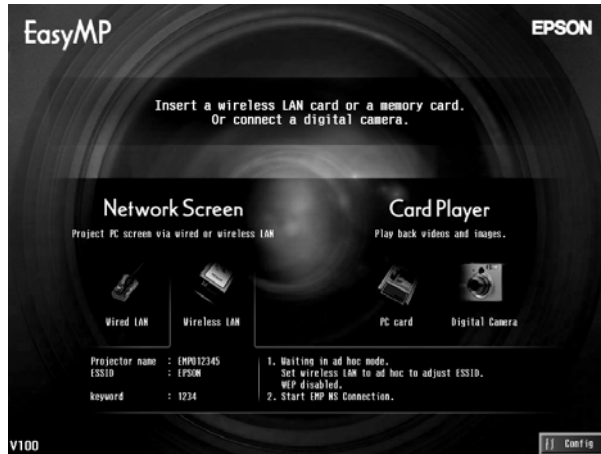 EasyMP
EPSON
Insert a wireless LAN card or a memory card.
Or connect a digital camera.
Network Screen
Project PC screen via wired or wireless LAN
Wired LAN
Wireless LAN
Card Player
Play back videos and images.
PC card
Digital Camera
Projector name : EMP012345
ESSID : EPSON
keyword : 1234
1. Waiting in ad hoc mode.
Set wireless LAN to ad hoc to adjust ESSID.
WEP disabled.
2. Start EMP NS Connection.
V100
Config